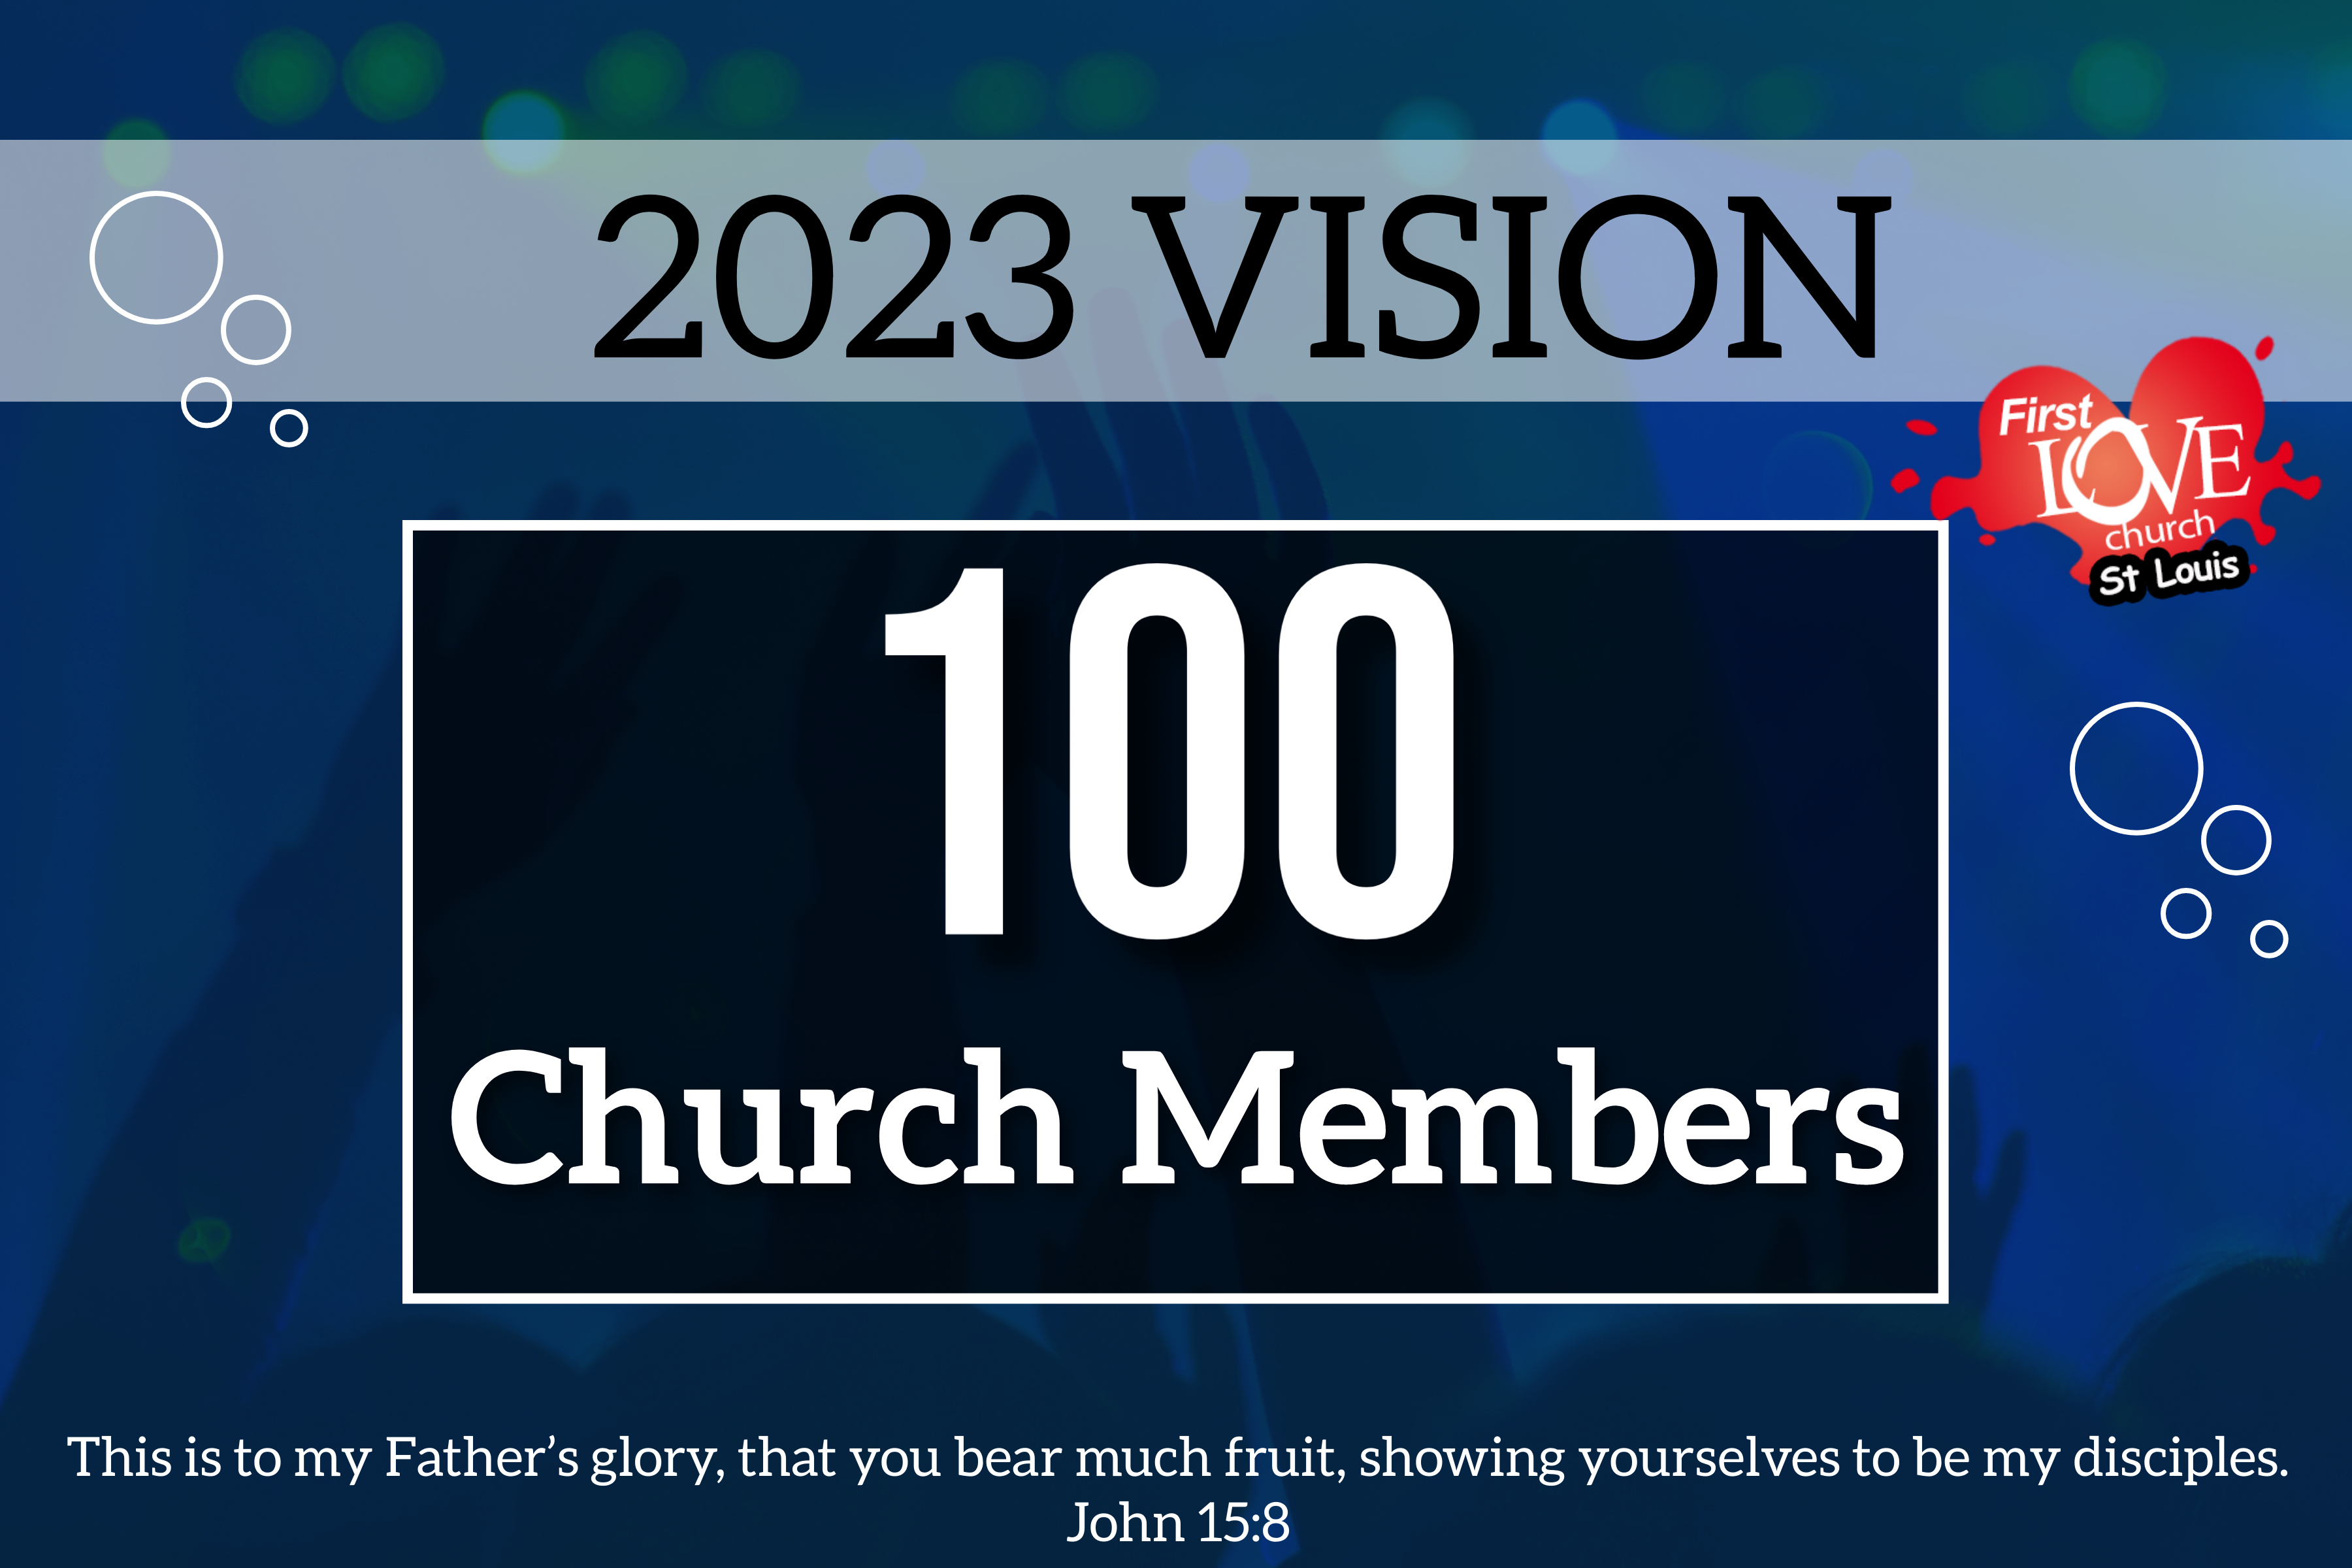 2023 VISION
First
LOVE
church
St Louis
100
Church Members
This is to my Father’s glory, that you bear much fruit, showing yourselves to be my disciples.
John 15:8